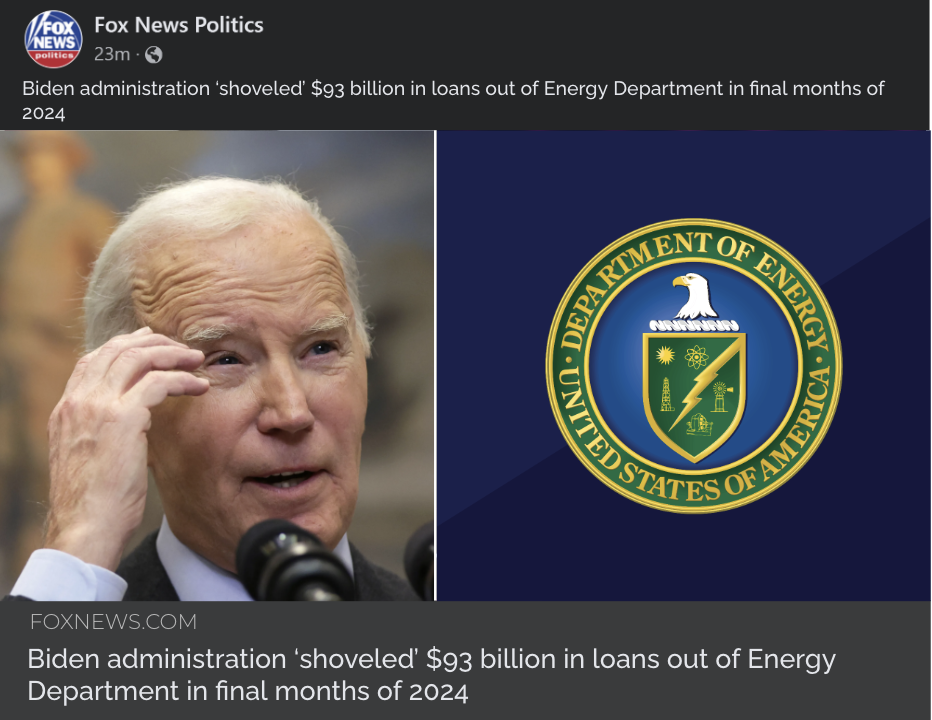 FOX
NEWS
politics
Fox News Politics
23m ·
Biden administration ‘shoveled’ $93 billion in loans out of Energy Department in final months of
2024
· DEPARTMENT OF ENERGY ·
UNITED STATES OF AMERICA
FOXNEWS.COM
Biden administration ‘shoveled’ $93 billion in loans out of Energy
Department in final months of 2024